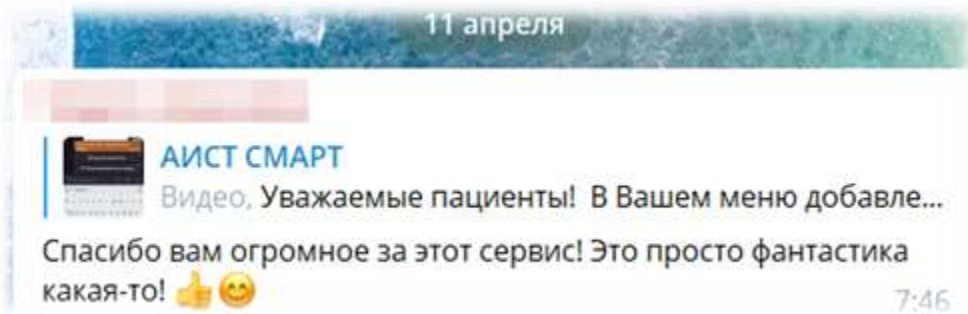 11 апреля
АИСТ СМАРТ
Видео, Уважаемые пациенты! В Вашем меню добавле...
Спасибо вам огромное за этот сервис! Это просто фантастика
какая-то! 👍😊
7:46